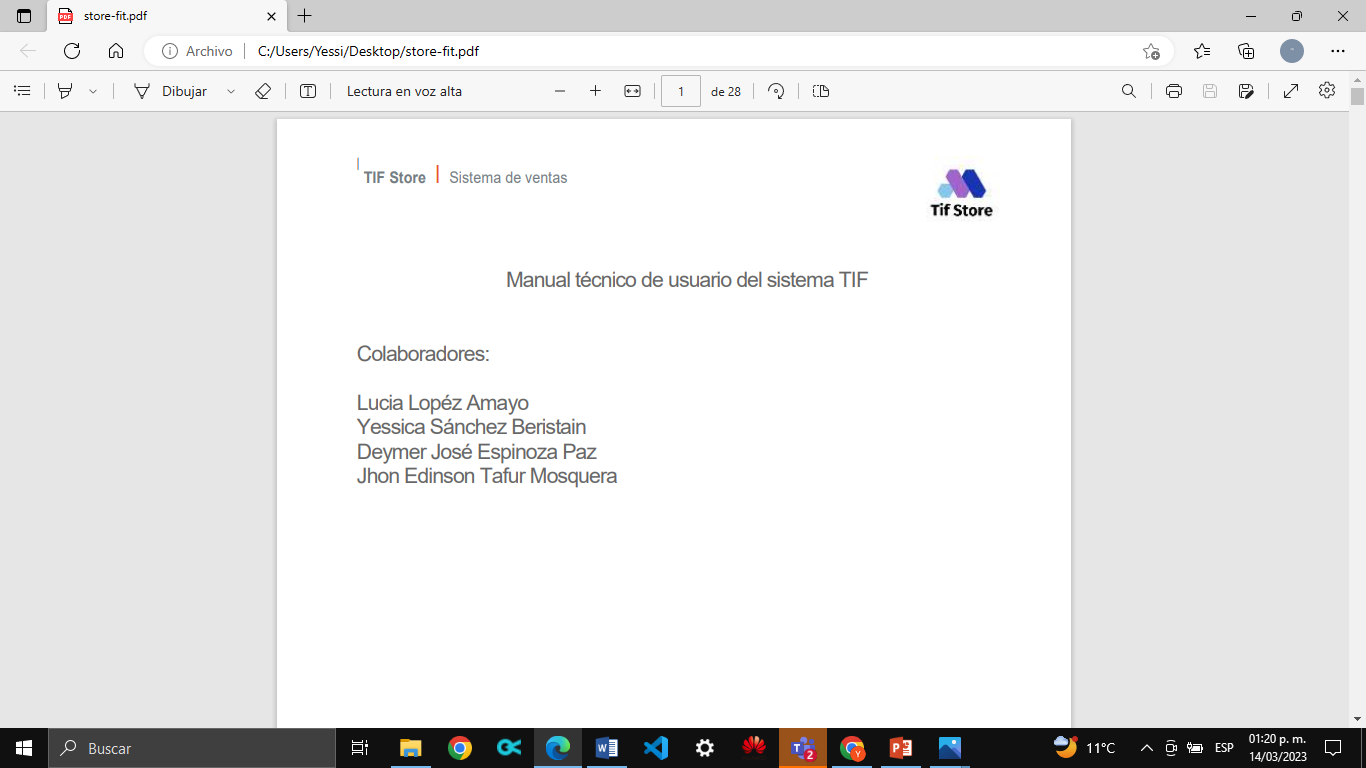 store-fit.pdf
Archivo
C:/Users/Yessi/Desktop/store-fit.pdf
Dibujar
Lectura en voz alta
1
de 28
TIF Store | Sistema de ventas
Tif Store
Manual técnico de usuario del sistema TIF
Colaboradores:
Lucia Lopéz Amayo
Yessica Sánchez Beristain
Deymer José Espinoza Paz
Jhon Edinson Tafur Mosquera
Buscar
2
Y
11°C
ESP
01:20 p. m.
14/03/2023